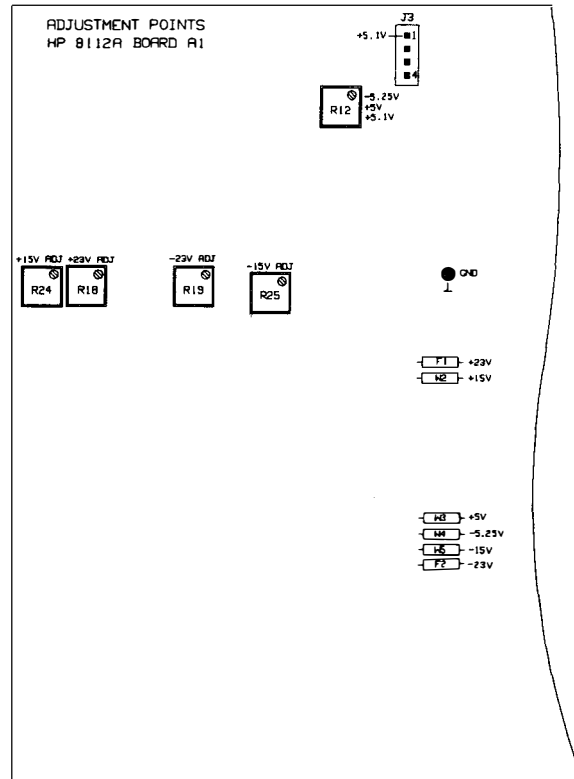 ADJUSTMENT POINTS
HP 8112A BOARD A1
J3
+5.1V 1
4
R12
-5.25V
+5V
+5.1V
+15V ADJ +23V ADJ
-23V ADJ
-15V ADJ
R24 R18 R19 R25
GND
F1 +23V
W2 +15V
W3 +5V
W4 -5.25V
W5 -15V
F2 -23V